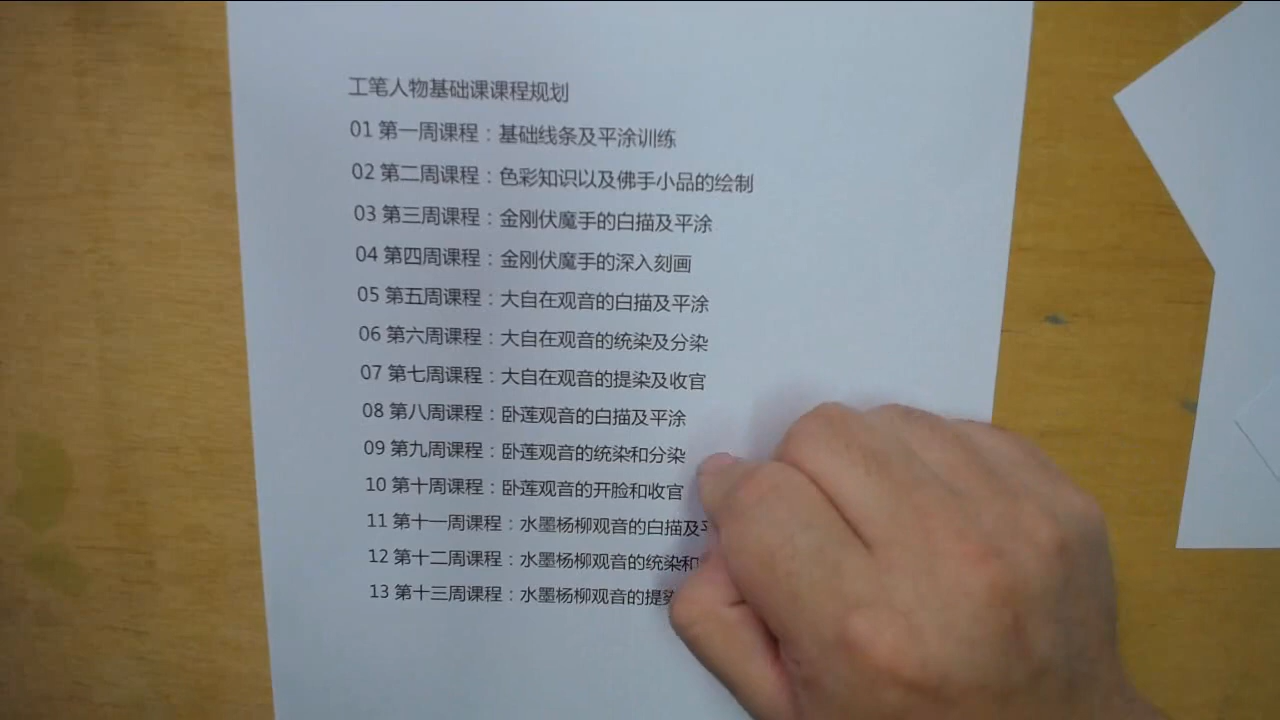 工笔人物基础课课程规划
01 第一周课程：基础线条及平涂训练
02 第二周课程：色彩知识以及佛手小品的绘制
03 第三周课程：金刚伏魔手的白描及平涂
04 第四周课程：金刚伏魔手的深入刻画
05 第五周课程：大自在观音的白描及平涂
06 第六周课程：大自在观音的统染及分染
07 第七周课程：大自在观音的提染及收官
08 第八周课程：卧莲观音的白描及平涂
09 第九周课程：卧莲观音的统染和分染
10 第十周课程：卧莲观音的开脸和收官
11 第十一周课程：水墨杨柳观音的白描及
12 第十二周课程：水墨杨柳观音的统染和
13 第十三周课程：水墨杨柳观音的提